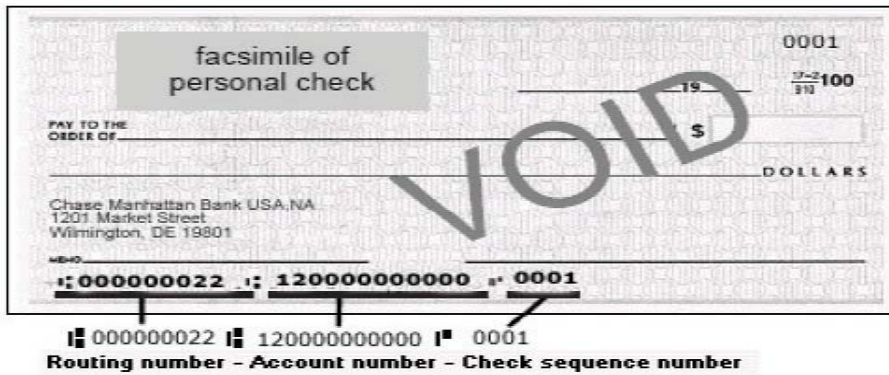 facsimile of
personal check
0001
19
100
PAY TO THE
ORDER OF
$
VOID
DOLLARS
Chase Manhattan Bank USA,NA
1201 Market Street
Wilmington, DE 19801
MEMO
⑆000000022 ⑆ 120000000000 ⑈ 0001
⑆ 000000022 ⑆ 120000000000 ⑈ 0001
Routing number - Account number - Check sequence number